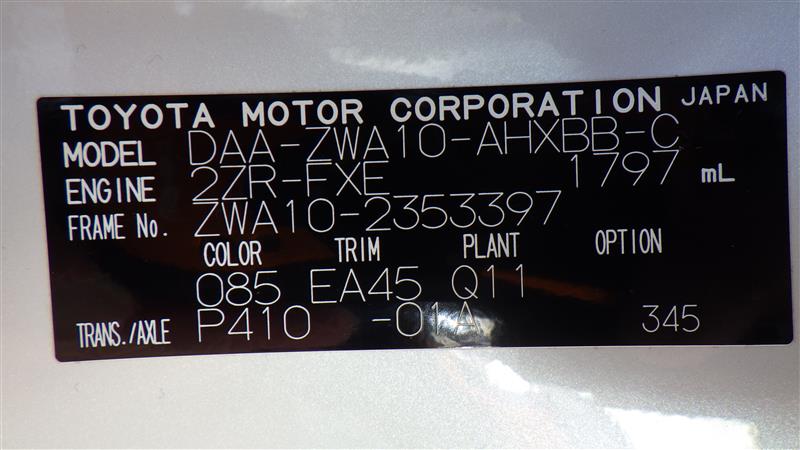 TOYOTA MOTOR CORPORATION JAPAN
MODEL DAA-ZWA10-AHXBB-C
ENGINE 2ZR-FXE 1797 mL
FRAME No. ZWA10-2353397
COLOR TRIM PLANT OPTION
085 EA45 Q11
TRANS./AXLE P410 -01A 345